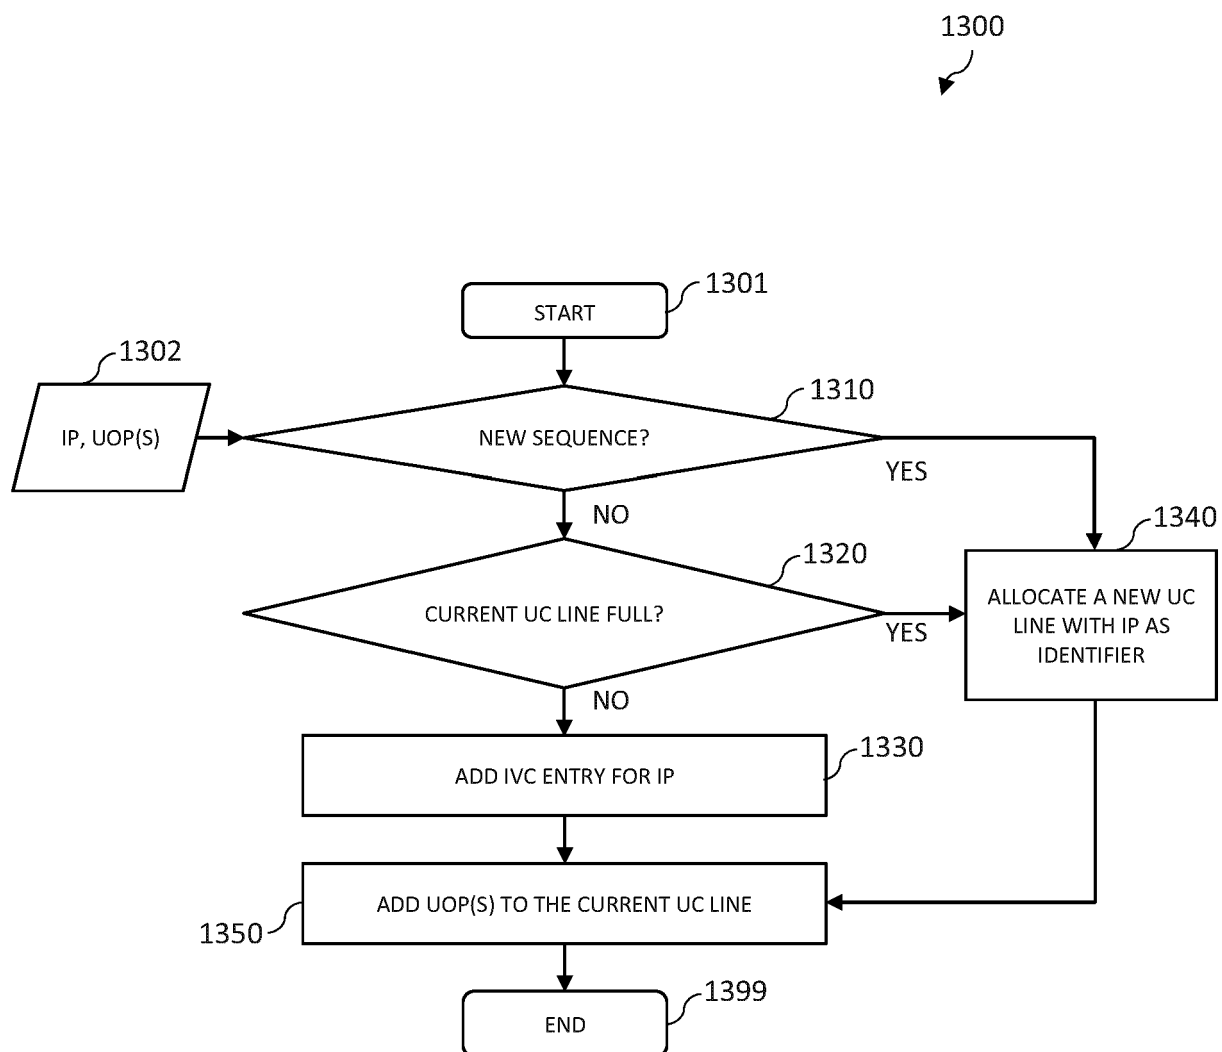 1300
1301
START
1302
IP, UOP(S)
1310
NEW SEQUENCE?
YES
NO
1320
CURRENT UC LINE FULL?
YES
1340
ALLOCATE A NEW UC
LINE WITH IP AS
IDENTIFIER
NO
1330
ADD IVC ENTRY FOR IP
ADD UOP(S) TO THE CURRENT UC LINE
1350
1399
END